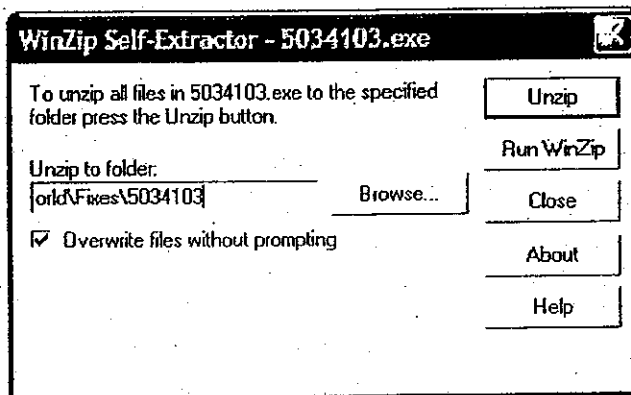 WinZip Self-Extractor - 5034103.exe
To unzip all files in 5034103.exe to the specified
folder press the Unzip button.
Unzip to folder:
orld\Fixes\5034103
Browse...
Overwrite files without prompting
Unzip
Run WinZip
Close
About
Help